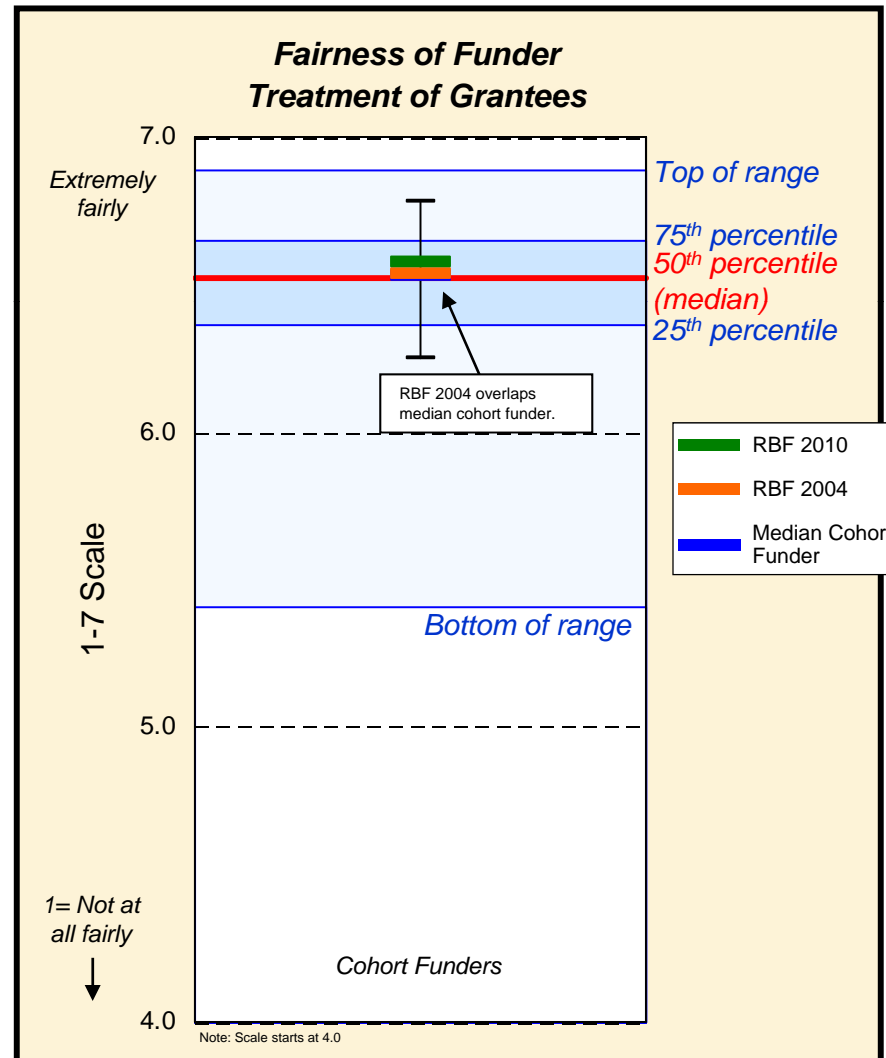 Fairness of Funder
Treatment of Grantees
7.0
Extremely
fairly
Top of range
75th percentile
50th percentile
(median)
25th percentile
RBF 2004 overlaps
median cohort funder.
6.0
RBF 2010
RBF 2004
Median Cohor
Funder
1-7 Scale
Bottom of range
5.0
1= Not at
all fairly
Cohort Funders
4.0
Note: Scale starts at 4.0